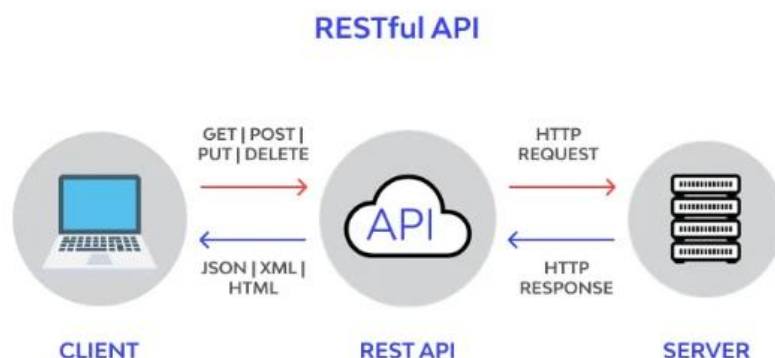 RESTful API
GET | POST |
PUT | DELETE
HTTP
REQUEST
API
JSON | XML |
HTML
HTTP
RESPONSE
CLIENT
REST API
SERVER